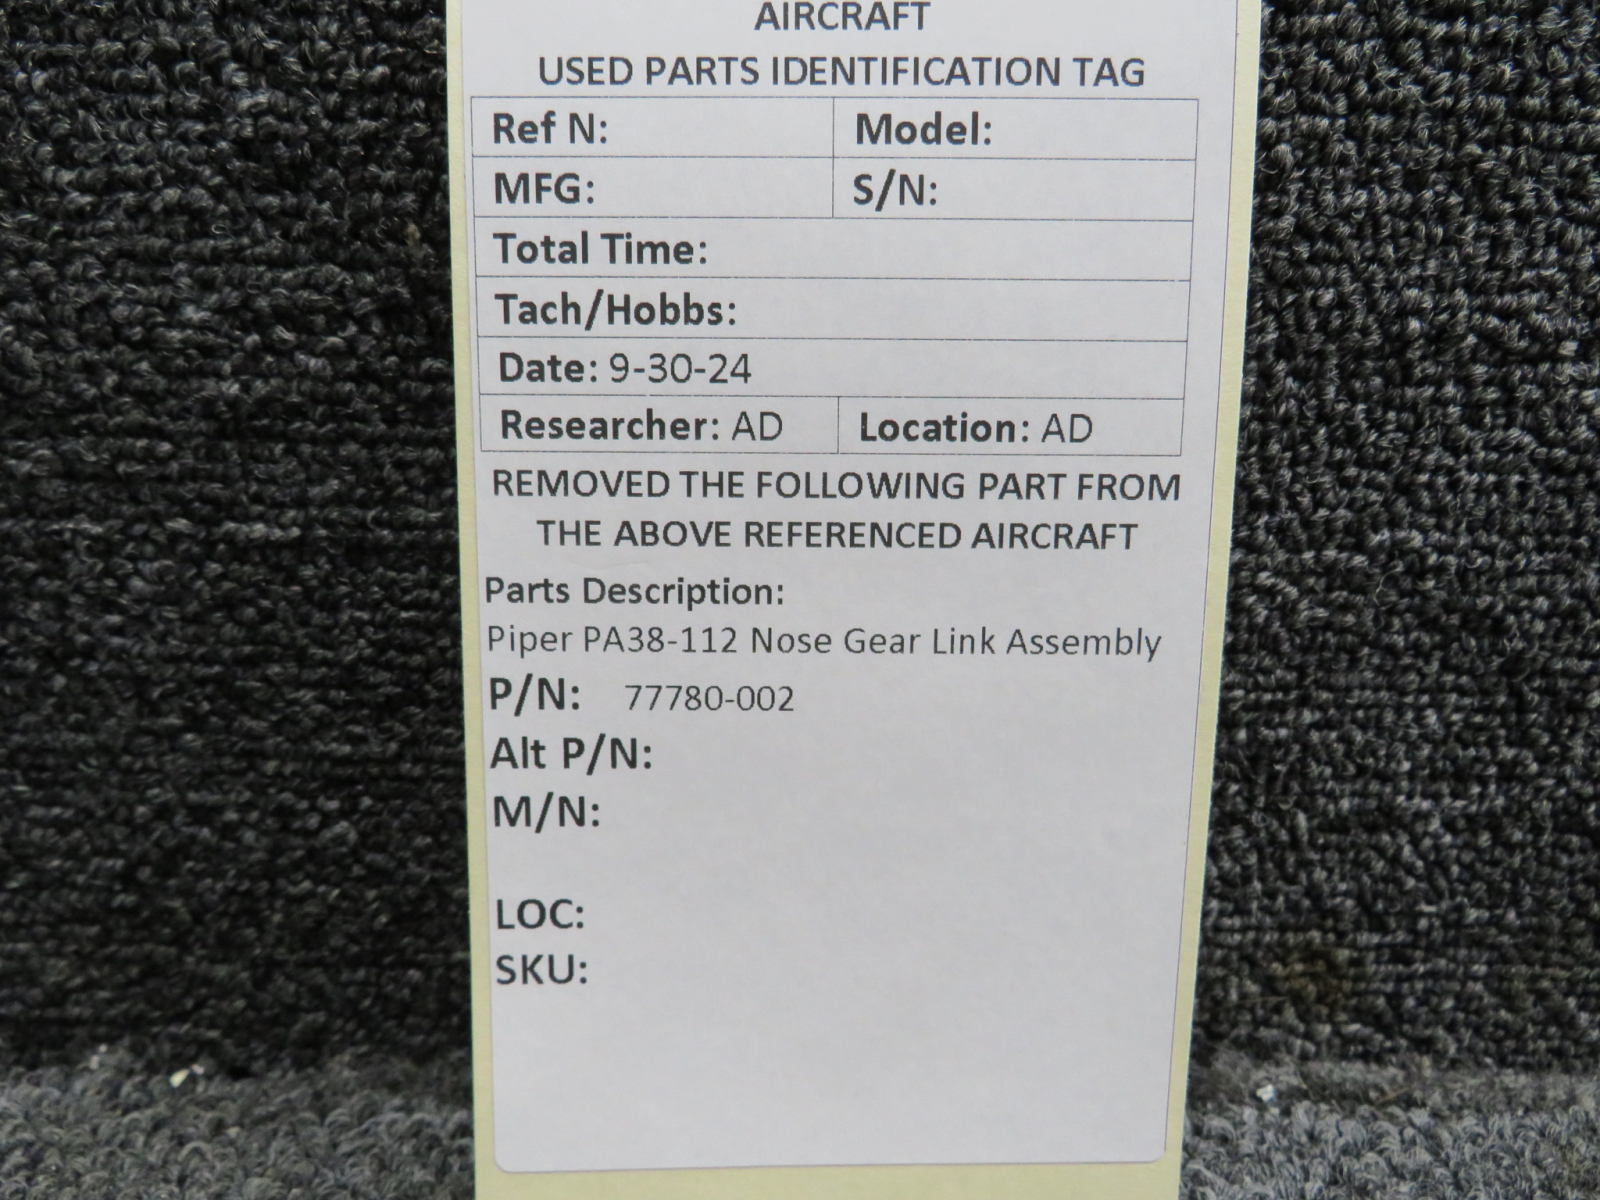 AIRCRAFT
USED PARTS IDENTIFICATION TAG
Ref N: Model:
MFG: S/N:
Total Time:
Tach/Hobbs:
Date: 9-30-24
Researcher: AD Location: AD
REMOVED THE FOLLOWING PART FROM
THE ABOVE REFERENCED AIRCRAFT
Parts Description:
Piper PA38-112 Nose Gear Link Assembly
P/N: 77780-002
Alt P/N:
M/N:
LOC:
SKU: